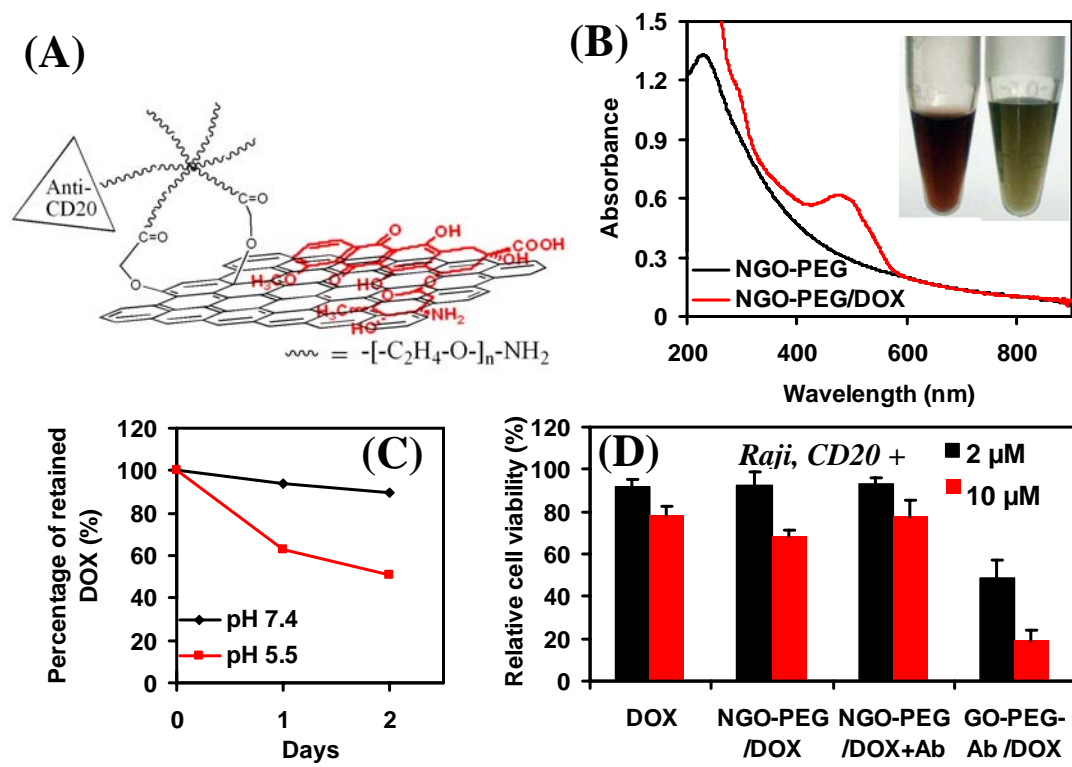 (A)
Anti-
CD20
C=O
C=O
O
O
O
OH
COOH
OH
H₃CO
O
HO
O
O
H₃C
NH₂
HO
= -[-C₂H₄-O-]ₙ-NH₂
(B)
Absorbance
1.5
1.2
0.9
0.6
0.3
0
NGO-PEG
NGO-PEG/DOX
200 400 600 800
Wavelength (nm)
(C)
Percentage of retained
DOX (%)
120
100
80
60
40
20
0
pH 7.4
pH 5.5
0 1 2
Days
(D)
Raji, CD20 +
2 µM
10 µM
Relative cell viability (%)
120
100
80
60
40
20
0
DOX NGO-PEG NGO-PEG GO-PEG-
/DOX /DOX+Ab Ab /DOX